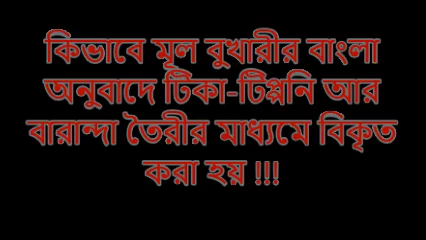 কিভাবে মূল বুখারীর বাংলা
অনুবাদে টিকা-টিপ্পনি আর
বারান্দা তৈরীর মাধ্যমে বিকৃত
করা হয় !!!